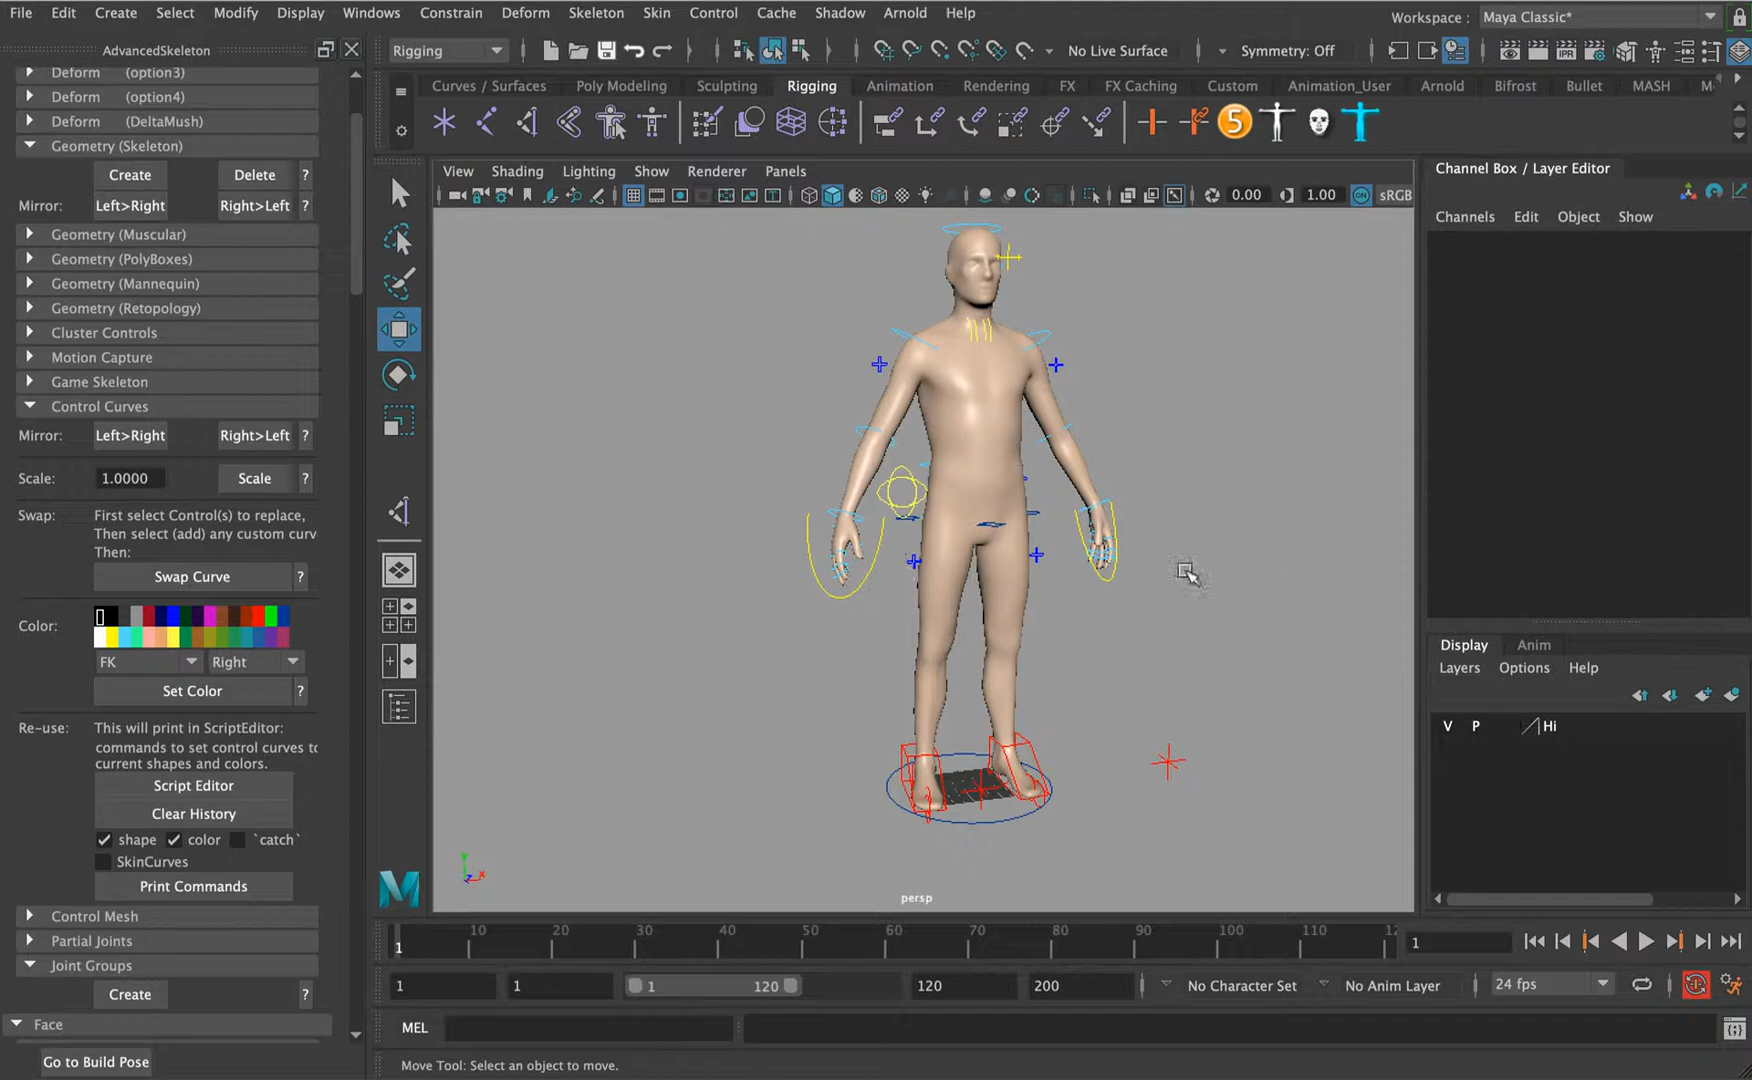 File Edit Create Select Modify Display Windows Constrain Deform Skeleton Skin Control Cache Shadow Arnold Help
Workspace : Maya Classic*
AdvancedSkeleton
Rigging
No Live Surface
Symmetry: Off
Curves / Surfaces Poly Modeling Sculpting Rigging Animation Rendering FX FX Caching Custom Animation_User Arnold Bifrost Bullet MASH
5
Deform (option3)
Deform (option4)
Deform (DeltaMush)
Geometry (Skeleton)
Create Delete ?
Mirror: Left>Right Right>Left
Geometry (Muscular)
Geometry (PolyBoxes)
Geometry (Mannequin)
Geometry (Retopology)
Cluster Controls
Motion Capture
Game Skeleton
Control Curves
Mirror: Left>Right Right>Left ?
Scale: 1.0000 Scale ?
Swap: First select Control(s) to replace,
Then select (add) any custom curv
Then:
Swap Curve ?
Color:
FK Right
Set Color ?
Re-use: This will print in ScriptEditor:
commands to set control curves to
current shapes and colors.
Script Editor
Clear History
shape color `catch`
SkinCurves
Print Commands
Control Mesh
Partial Joints
Joint Groups
Create ?
Face
Go to Build Pose
View Shading Lighting Show Renderer Panels
0.00 1.00 ON sRGB
y
x
z
persp
Channel Box / Layer Editor
Channels Edit Object Show
Display Anim
Layers Options Help
V P Hi
1 10 20 30 40 50 60 70 80 90 100 110 12
1
1 1 1 120 120 200 No Character Set No Anim Layer 24 fps
MEL
Move Tool: Select an object to move.